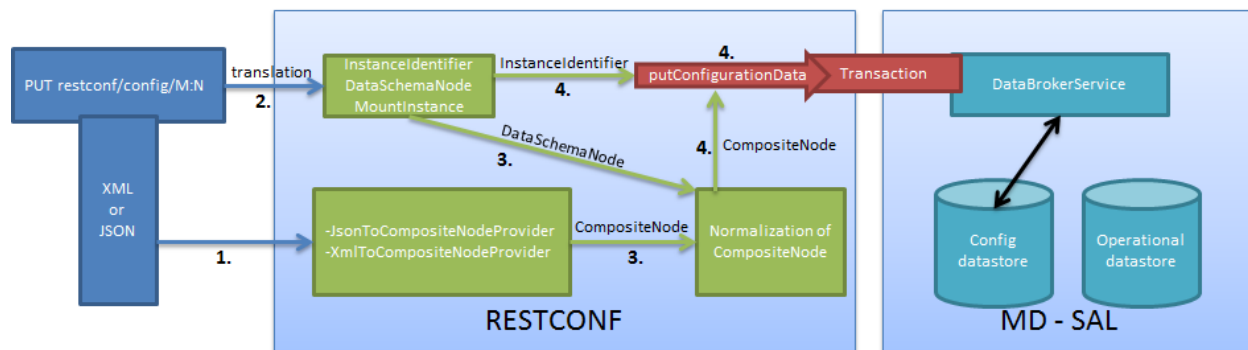 PUT restconf/config/M:N
XML
or
JSON
translation
2.
1.
InstanceIdentifier
DataSchemaNode
MountInstance
InstanceIdentifier
4.
4.
putConfigurationData
Transaction
DataBrokerService
DataSchemaNode
3.
4.
CompositeNode
-JsonToCompositeNodeProvider
-XmlToCompositeNodeProvider
CompositeNode
3.
Normalization of
CompositeNode
Config
datastore
Operational
datastore
RESTCONF
MD - SAL